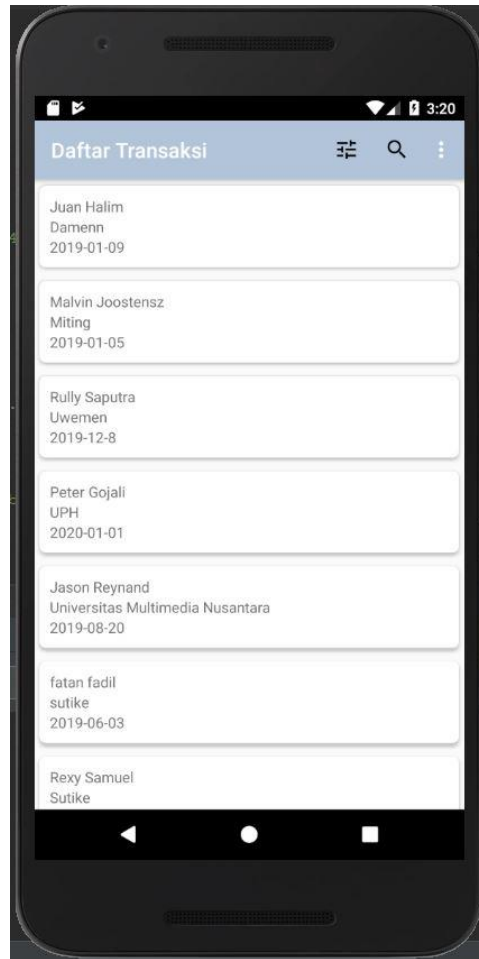 3:20
Daftar Transaksi
Juan Halim
Damenn
2019-01-09
Malvin Joostensz
Miting
2019-01-05
Rully Saputra
Uwemen
2019-12-8
Peter Gojali
UPH
2020-01-01
Jason Reynand
Universitas Multimedia Nusantara
2019-08-20
fatan fadil
sutike
2019-06-03
Rexy Samuel
Sutike